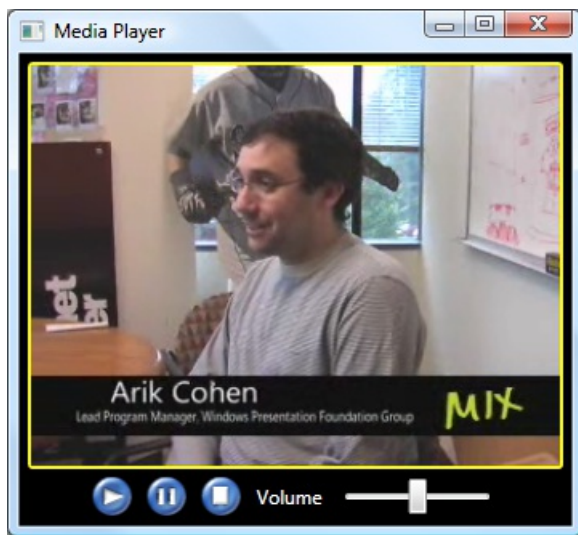 Media Player
Arik Cohen
Lead Program Manager, Windows Presentation Foundation Group
MIX
Volume